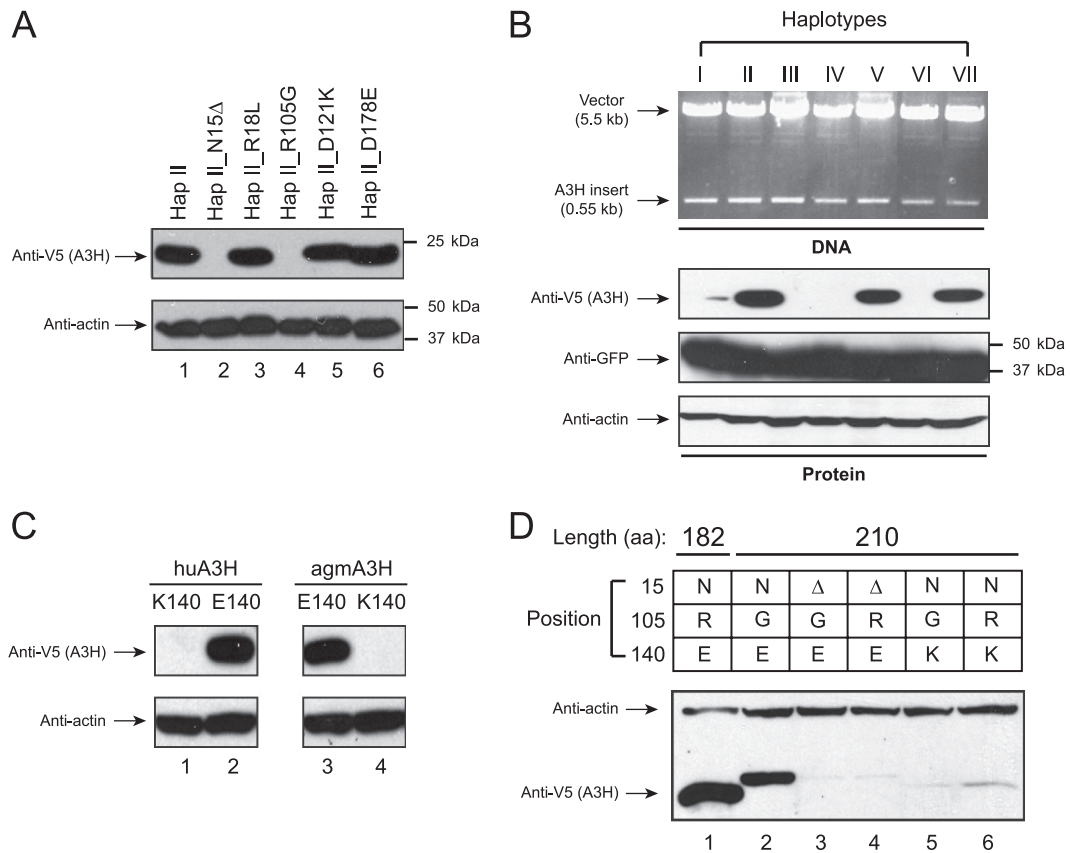 A
Hap II
Hap II_N15Δ
Hap II_R18L
Hap II_R105G
Hap II_D121K
Hap II_D178E
Anti-V5 (A3H)
25 kDa
Anti-actin
50 kDa
37 kDa
1 2 3 4 5 6
B
Haplotypes
I II III IV V VI VII
Vector
(5.5 kb)
A3H insert
(0.55 kb)
DNA
Anti-V5 (A3H)
Anti-GFP
50 kDa
37 kDa
Anti-actin
Protein
C
huA3H agmA3H
K140 E140 E140 K140
Anti-V5 (A3H)
Anti-actin
1 2 3 4
D
Length (aa): 182 210
Position
15 N N Δ Δ N N
105 R G G R G R
140 E E E E K K
Anti-actin
Anti-V5 (A3H)
1 2 3 4 5 6